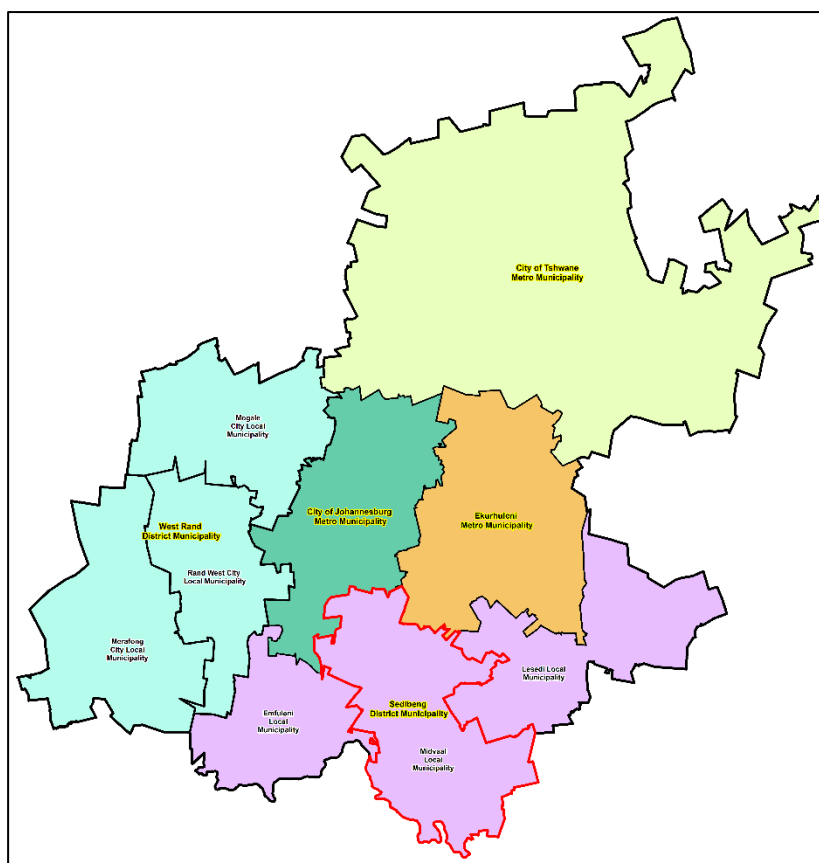 City of Tshwane
Metro Municipality
Mogale
City Local
Municipality
City of Johannesburg
Metro Municipality
Ekurhuleni
Metro Municipality
West Rand
District Municipality
Rand West City
Local Municipality
Merafong
City Local
Municipality
Lesedi Local
Municipality
Sedibeng
District Municipality
Emfuleni
Local
Municipality
Midvaal
Local
Municipality